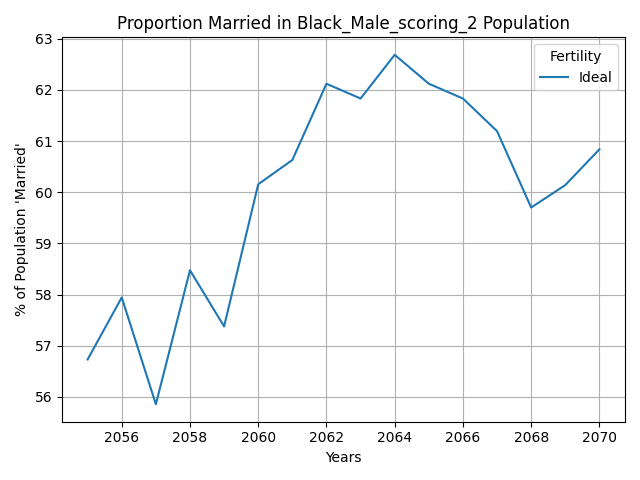 Proportion Married in Black_Male_scoring_2 Population
63
62
61
60
59
58
57
56
% of Population 'Married'
Fertility
Ideal
2056 2058 2060 2062 2064 2066 2068 2070
Years